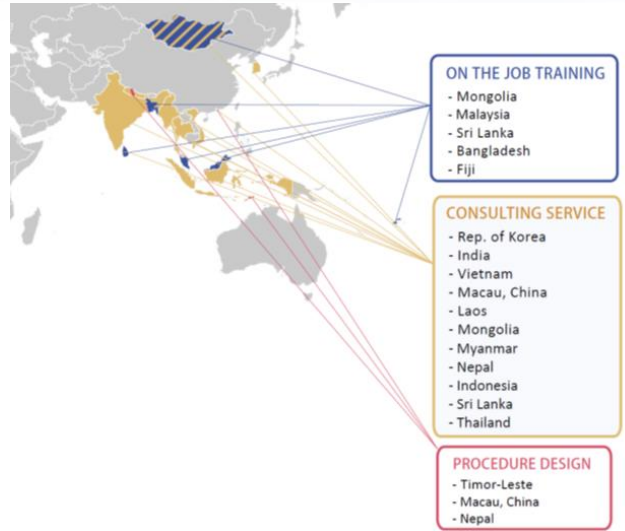 ON THE JOB TRAINING
- Mongolia
- Malaysia
- Sri Lanka
- Bangladesh
- Fiji
CONSULTING SERVICE
- Rep. of Korea
- India
- Vietnam
- Macau, China
- Laos
- Mongolia
- Myanmar
- Nepal
- Indonesia
- Sri Lanka
- Thailand
PROCEDURE DESIGN
- Timor-Leste
- Macau, China
- Nepal